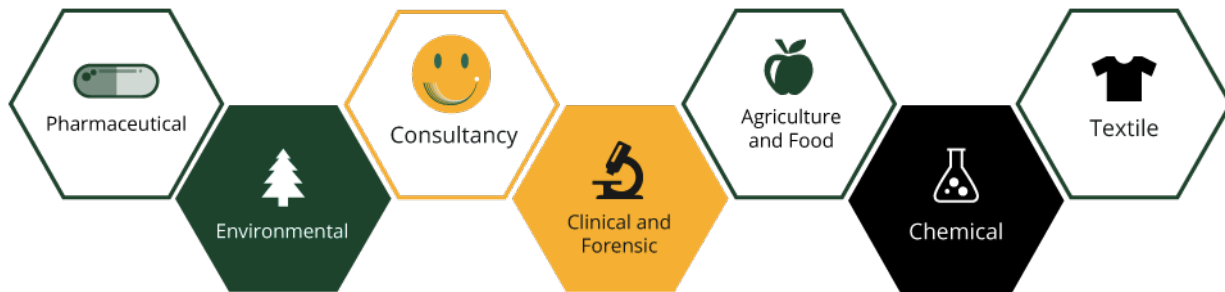 Pharmaceutical
Environmental
Consultancy
Clinical and
Forensic
Agriculture
and Food
Chemical
Textile